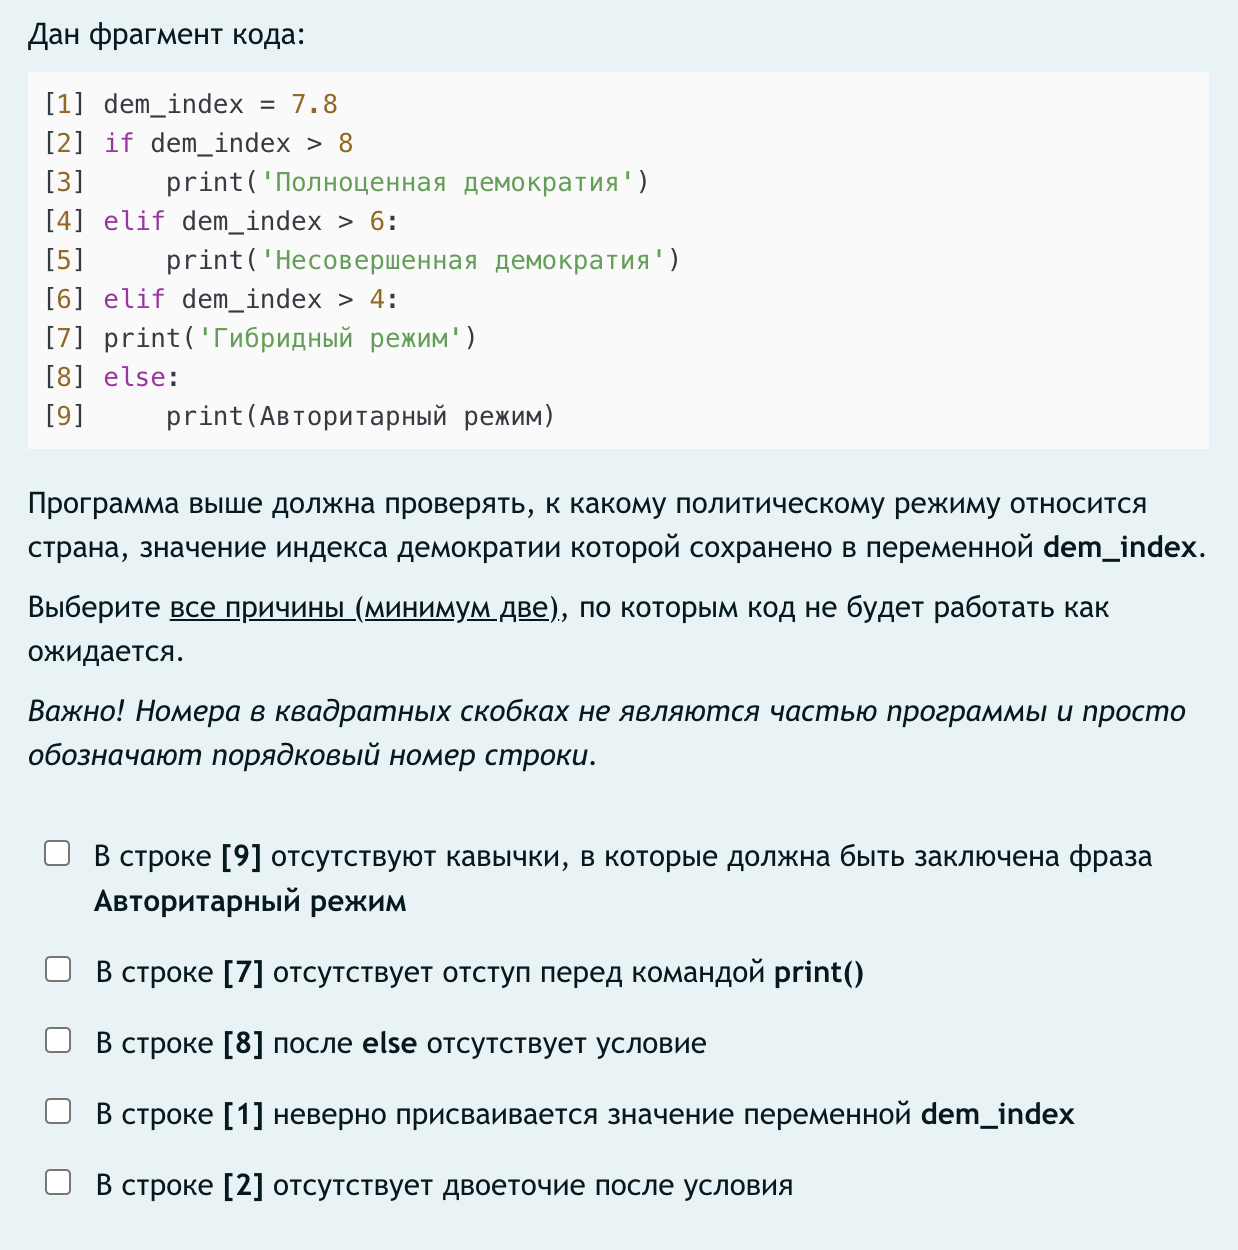 Дан фрагмент кода:
[1] dem_index = 7.8
[2] if dem_index > 8
[3]     print('Полноценная демократия')
[4] elif dem_index > 6:
[5]     print('Несовершенная демократия')
[6] elif dem_index > 4:
[7] print('Гибридный режим')
[8] else:
[9]     print(Авторитарный режим)
Программа выше должна проверять, к какому политическому режиму относится
страна, значение индекса демократии которой сохранено в переменной dem_index.
Выберите все причины (минимум две), по которым код не будет работать как
ожидается.
Важно! Номера в квадратных скобках не являются частью программы и просто
обозначают порядковый номер строки.
В строке [9] отсутствуют кавычки, в которые должна быть заключена фраза
Авторитарный режим
В строке [7] отсутствует отступ перед командой print()
В строке [8] после else отсутствует условие
В строке [1] неверно присваивается значение переменной dem_index
В строке [2] отсутствует двоеточие после условия